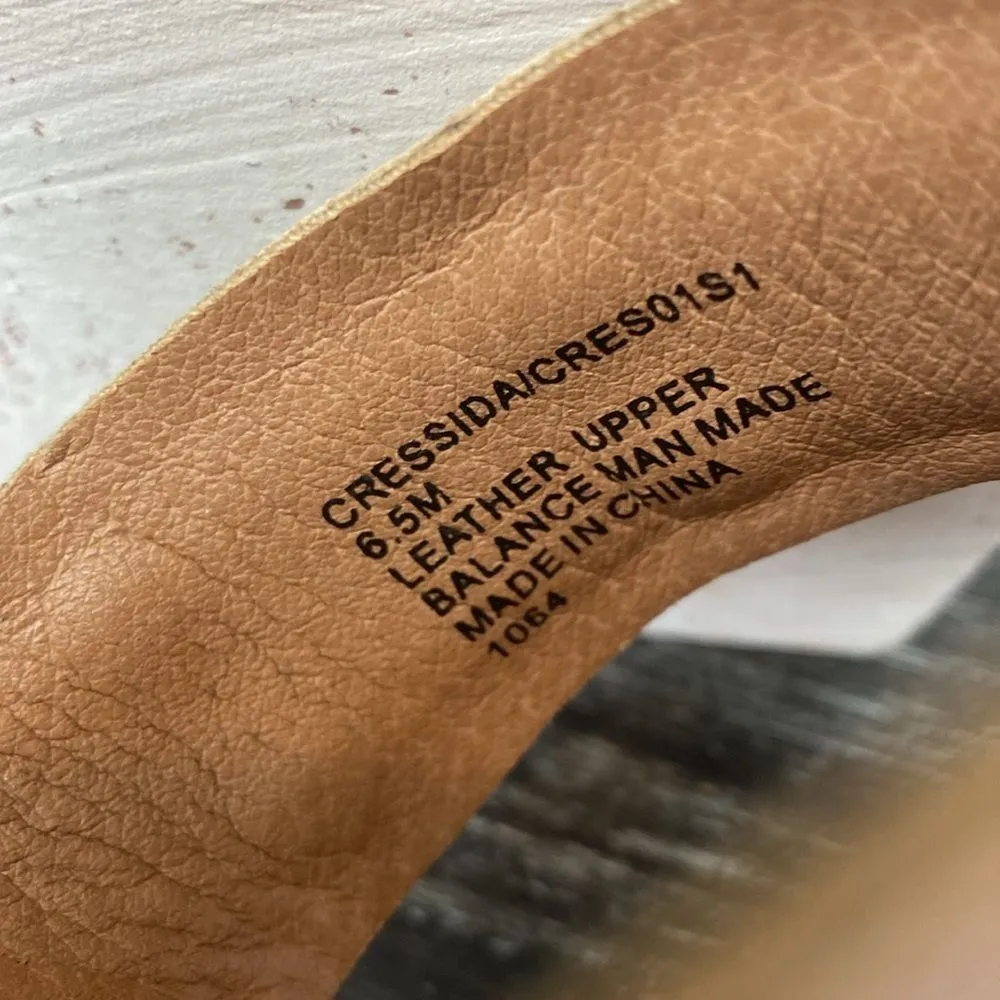 CRESSIDA/CRES01S1
6.5M
LEATHER UPPER
BALANCE MAN MADE
MADE IN CHINA
1064